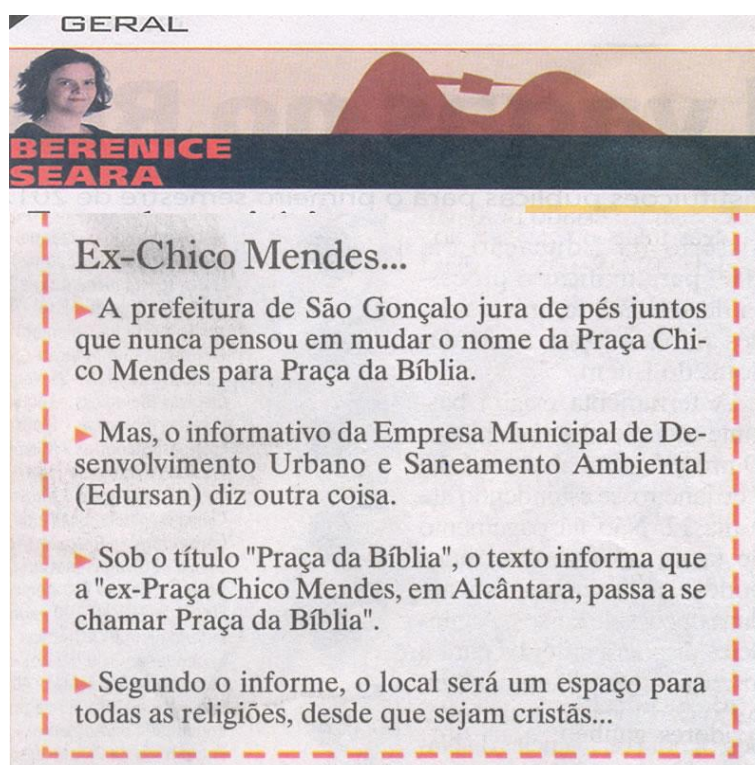 GERAL
BERENICE
SEARA
Ex-Chico Mendes...
A prefeitura de São Gonçalo jura de pés juntos
que nunca pensou em mudar o nome da Praça Chi-
co Mendes para Praça da Bíblia.
Mas, o informativo da Empresa Municipal de De-
senvolvimento Urbano e Saneamento Ambiental
(Edursan) diz outra coisa.
Sob o título "Praça da Bíblia", o texto informa que
a "ex-Praça Chico Mendes, em Alcântara, passa a se
chamar Praça da Bíblia".
Segundo o informe, o local será um espaço para
todas as religiões, desde que sejam cristãs...